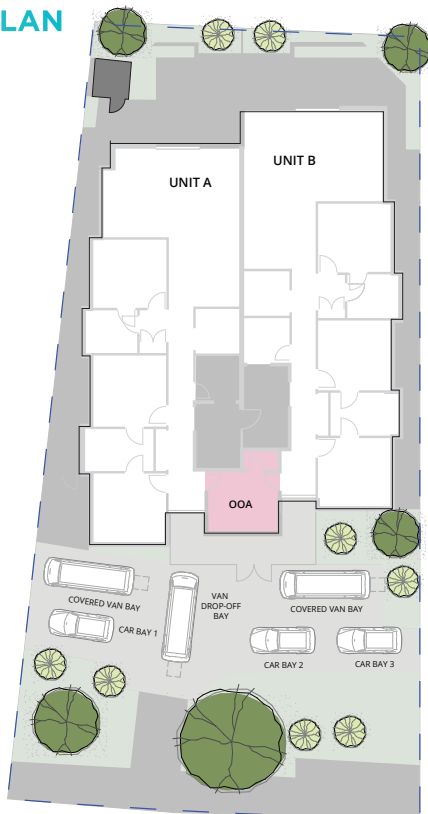 LAN
UNIT A
UNIT B
OOA
COVERED VAN BAY
CAR BAY 1
VAN
DROP-OFF
BAY
COVERED VAN BAY
CAR BAY 2
CAR BAY 3